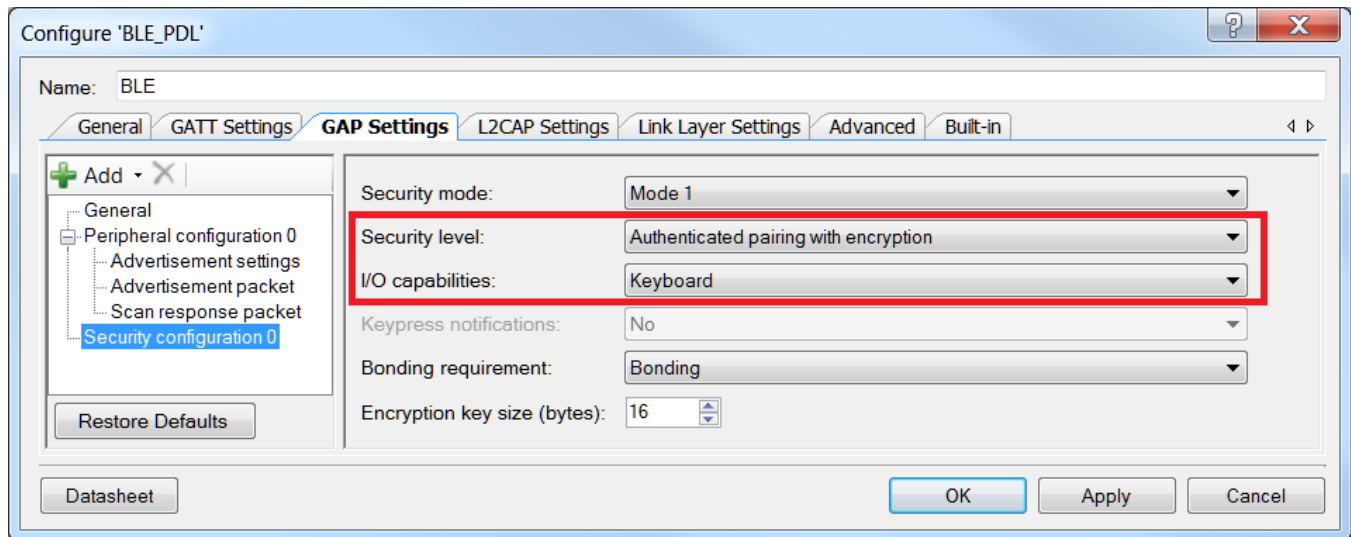 Configure 'BLE_PDL'
Name: BLE
General GATT Settings GAP Settings L2CAP Settings Link Layer Settings Advanced Built-in
Add
General
Peripheral configuration 0
Advertisement settings
Advertisement packet
Scan response packet
Security configuration 0
Restore Defaults
Security mode: Mode 1
Security level: Authenticated pairing with encryption
I/O capabilities: Keyboard
Keypress notifications: No
Bonding requirement: Bonding
Encryption key size (bytes): 16
Datasheet OK Apply Cancel